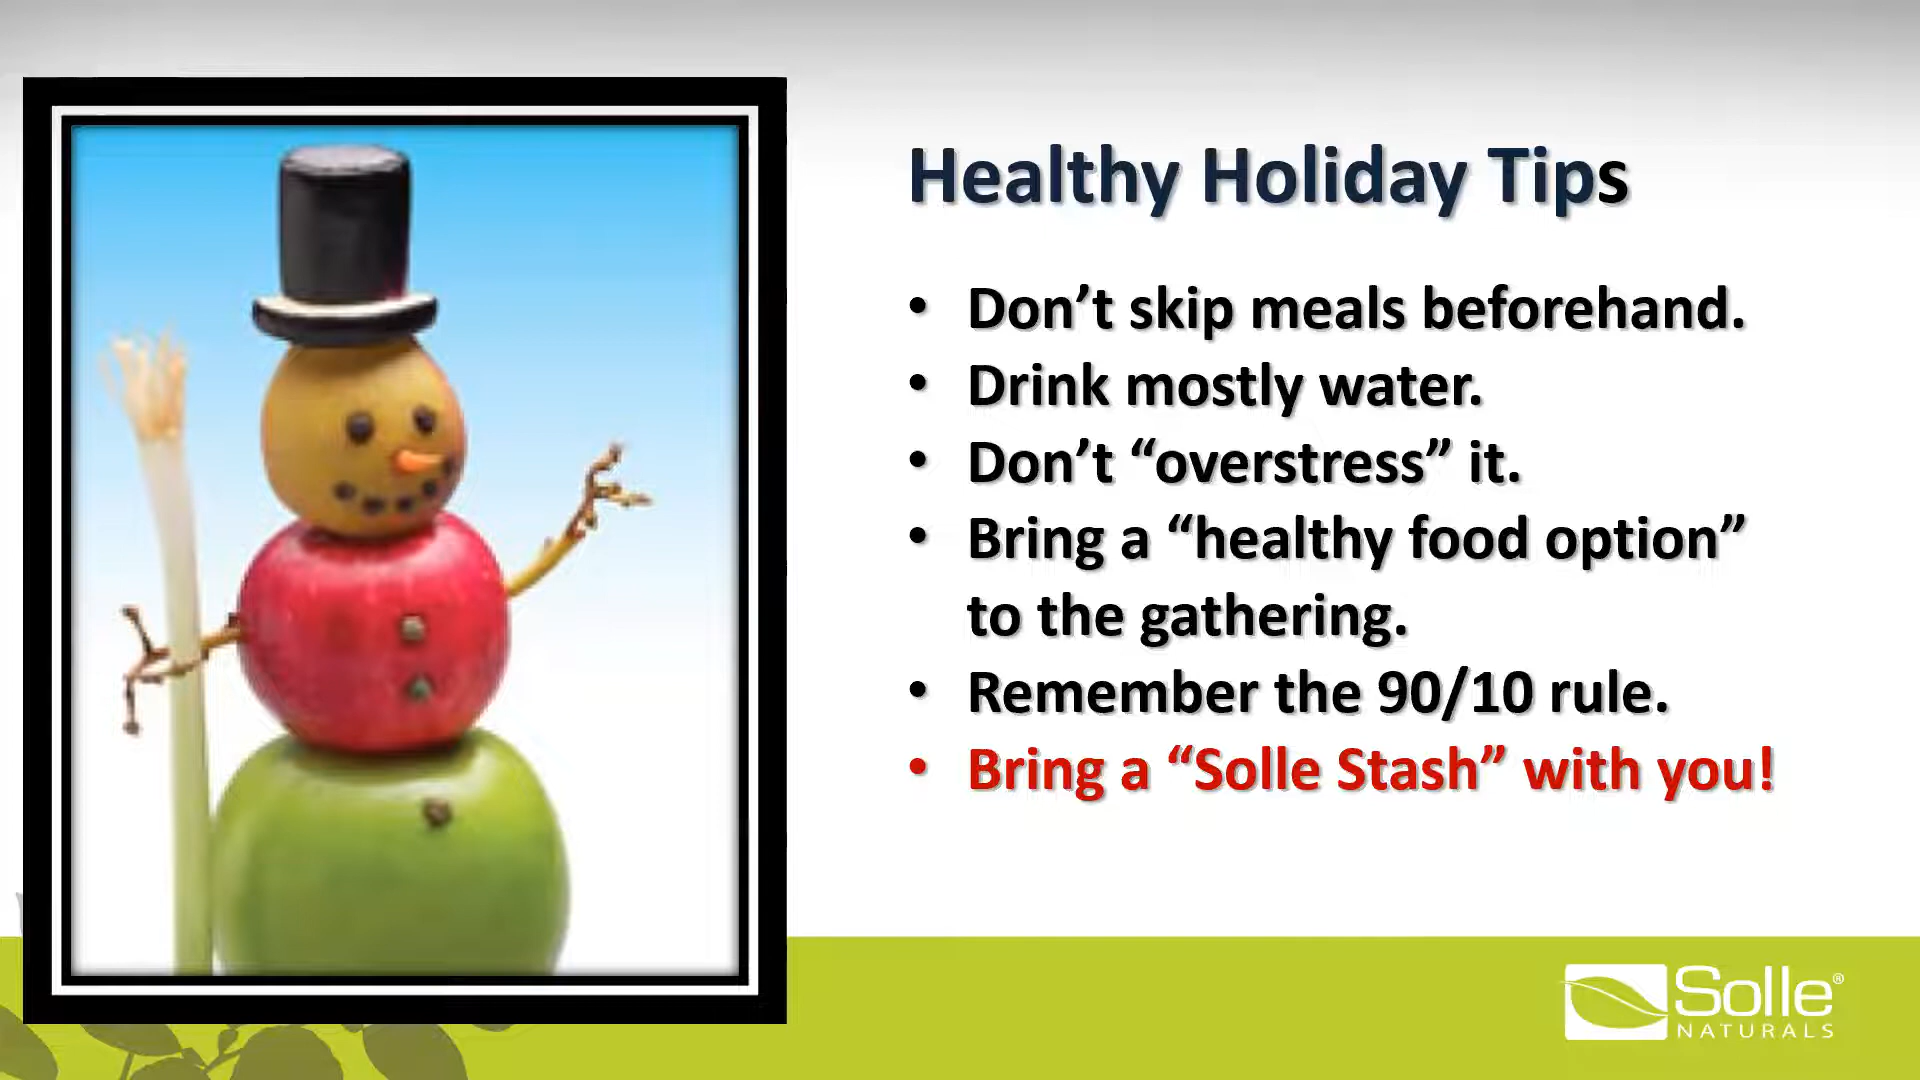 Healthy Holiday Tips
• Don’t skip meals beforehand.
• Drink mostly water.
• Don’t “overstress” it.
• Bring a “healthy food option”
to the gathering.
• Remember the 90/10 rule.
• Bring a “Solle Stash” with you!
Solle®
NATURALS